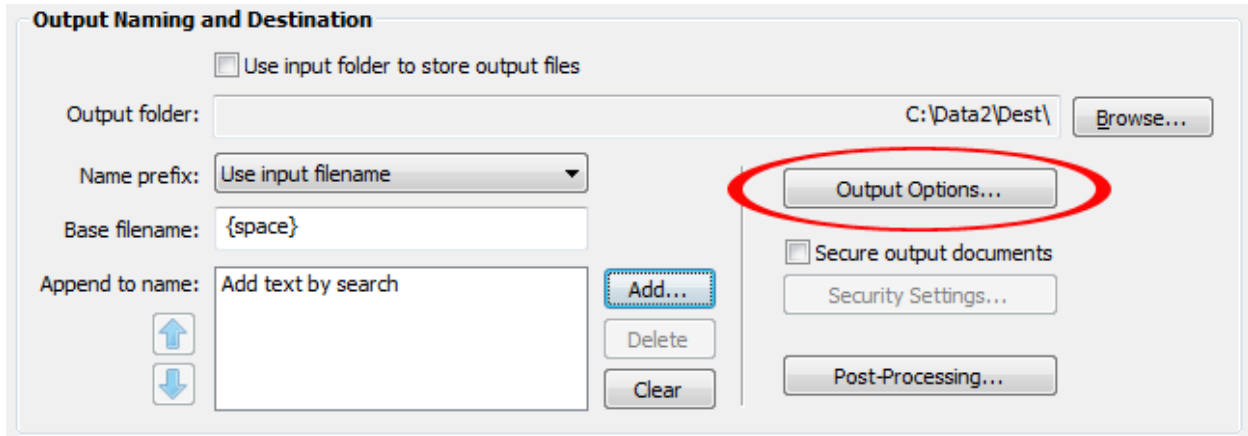 Output Naming and Destination
Use input folder to store output files
Output folder: C:\Data2\Dest\ Browse...
Name prefix: Use input filename
Output Options...
Base filename: {space}
Secure output documents
Append to name: Add text by search Add... Security Settings...
Delete
Clear Post-Processing...